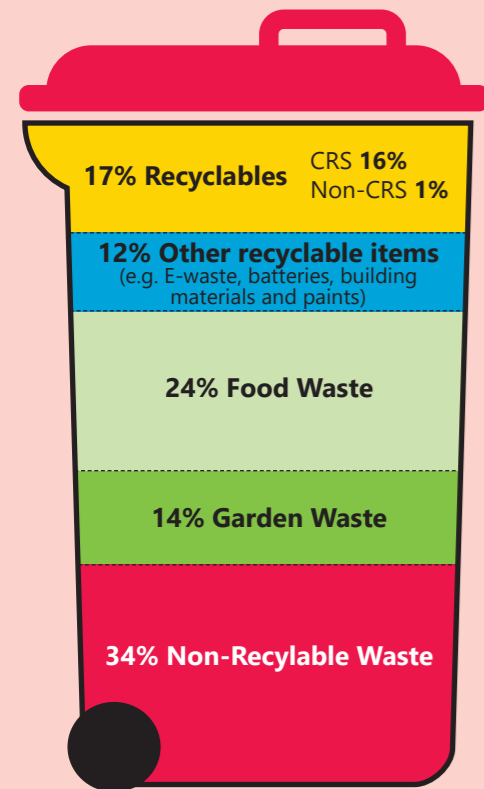 17% Recyclables
CRS 16%
Non-CRS 1%
12% Other recyclable items
(e.g. E-waste, batteries, building
materials and paints)
24% Food Waste
14% Garden Waste
34% Non-Recylable Waste